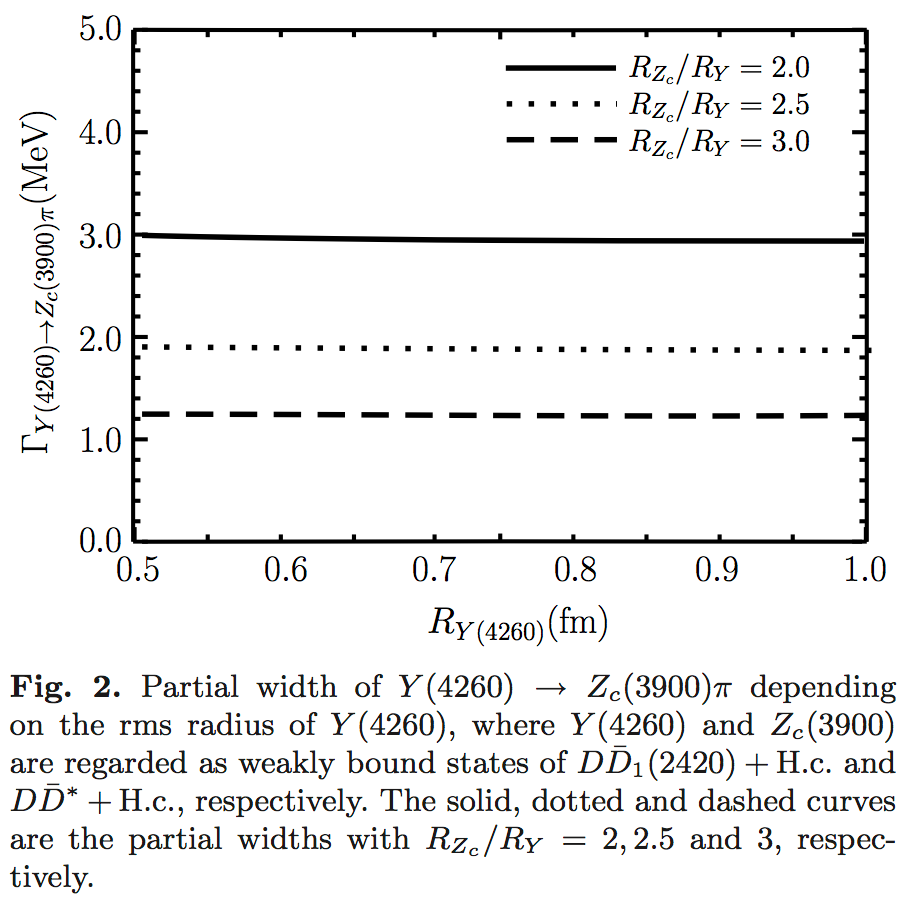 5.0
4.0
3.0
2.0
1.0
0.0
Γ_{Y(4260)→Z_c(3900)π}(MeV)
R_{Z_c}/R_Y = 2.0
R_{Z_c}/R_Y = 2.5
R_{Z_c}/R_Y = 3.0
0.5 0.6 0.7 0.8 0.9 1.0
R_{Y(4260)}(fm)
Fig. 2. Partial width of Y(4260) → Z_c(3900)π depending
on the rms radius of Y(4260), where Y(4260) and Z_c(3900)
are regarded as weakly bound states of DD̄_1(2420) + H.c. and
DD̄* + H.c., respectively. The solid, dotted and dashed curves
are the partial widths with R_{Z_c}/R_Y = 2, 2.5 and 3, respec-
tively.